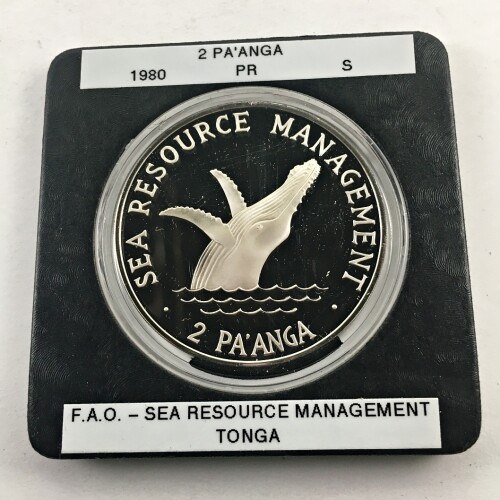 2 PA'ANGA
1980 PR S
SEA RESOURCE MANAGEMENT
· 2 PA'ANGA ·
F.A.O. – SEA RESOURCE MANAGEMENT
TONGA